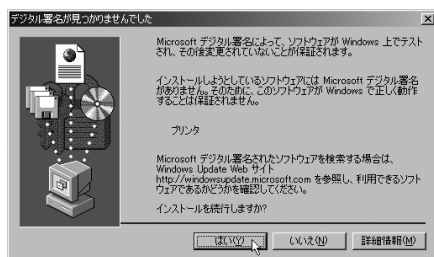 デジタル署名が見つかりませんでした
Microsoft デジタル署名によって、ソフトウェアが Windows 上でテスト
され、その後変更されていないことが保証されます。
インストールしようとしているソフトウェアには Microsoft デジタル署名
がありません。そのために、このソフトウェアが Windows で正しく動作
することは保証されません。
プリンタ
Microsoft デジタル署名されたソフトウェアを検索する場合は、
Windows Update Web サイト
http://windowsupdate.microsoft.com を参照し、利用できるソフト
ウェアであるかどうかを確認してください。
インストールを続行しますか?
はい(Y) いいえ(N) 詳細情報(M)